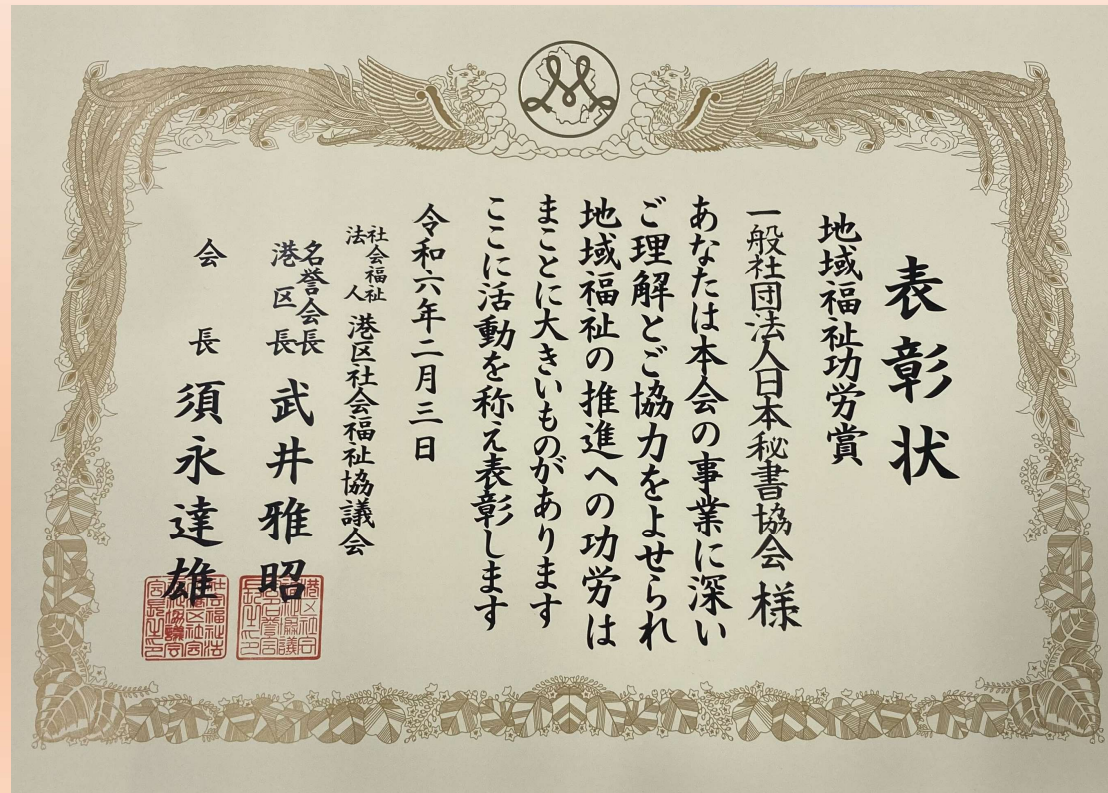 表彰状
地域福祉功労賞
一般社団法人日本秘書協会 様
あなたは本会の事業に深い
ご理解とご協力をよせられ
地域福祉の推進への功労は
まことに大きいものがあります
ここに活動を称え表彰します
令和六年二月三日
社会福祉法人 港区社会福祉協議会
名誉会長
港区長 武井雅昭
会長 須永達雄